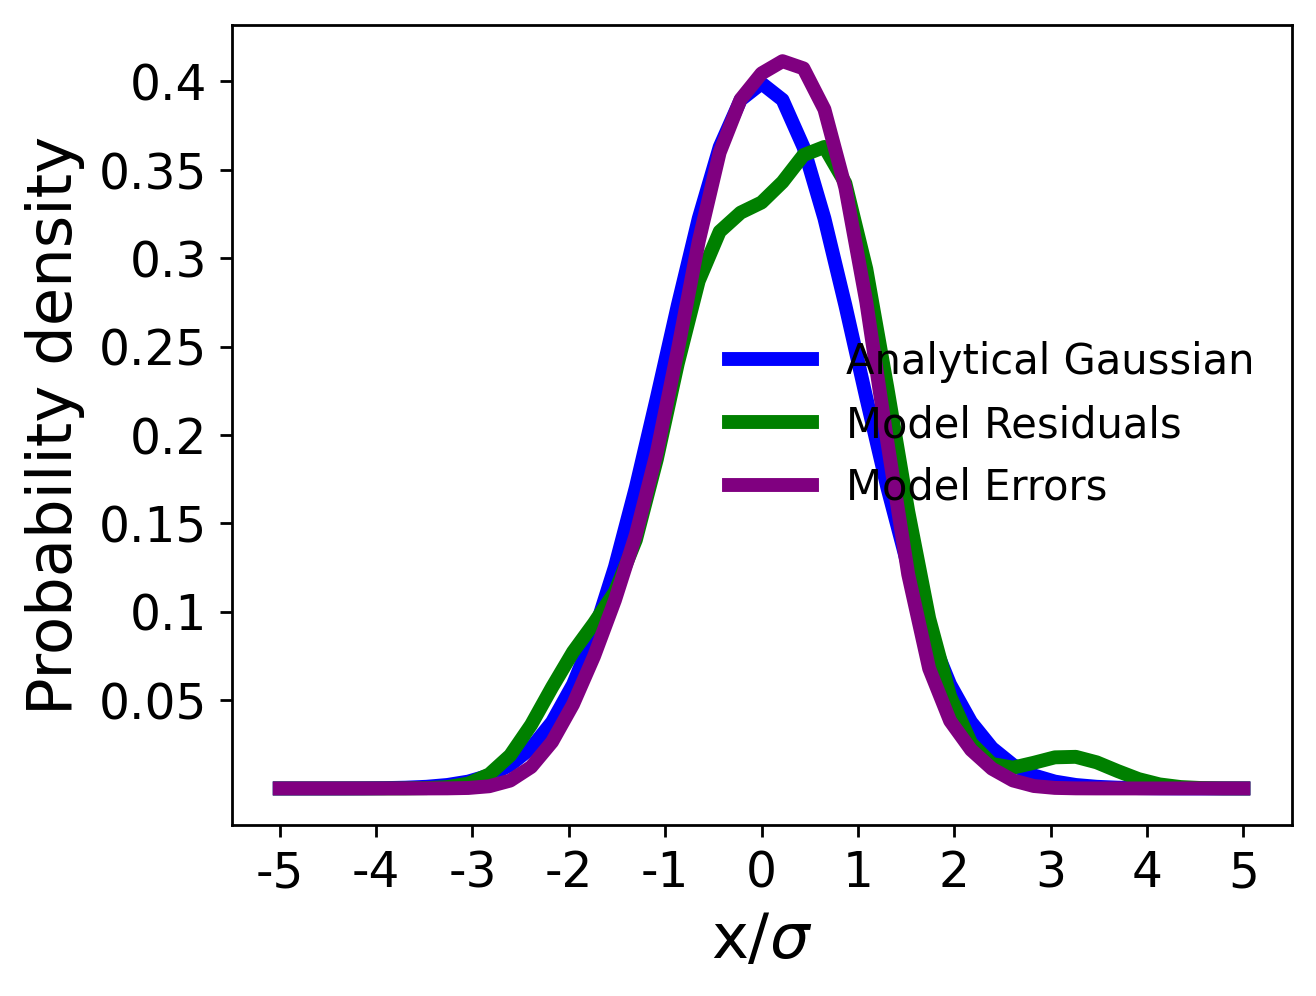 Probability density
0.4
0.35
0.3
0.25
0.2
0.15
0.1
0.05
Analytical Gaussian
Model Residuals
Model Errors
-5 -4 -3 -2 -1 0 1 2 3 4 5
x/σ